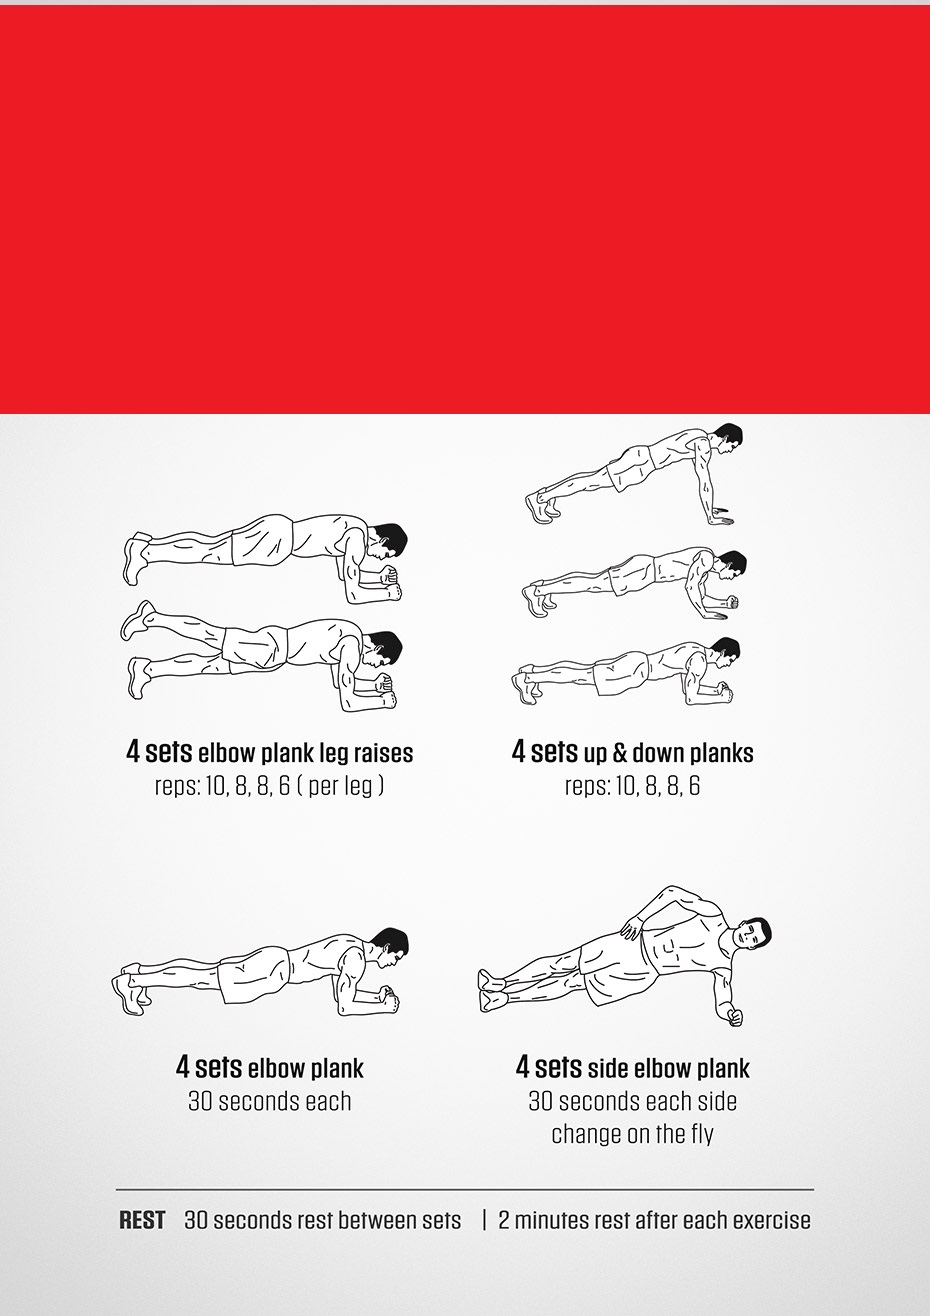 4 sets elbow plank leg raises
reps: 10, 8, 8, 6 ( per leg )
4 sets up & down planks
reps: 10, 8, 8, 6
4 sets elbow plank
30 seconds each
4 sets side elbow plank
30 seconds each side
change on the fly
REST 30 seconds rest between sets | 2 minutes rest after each exercise